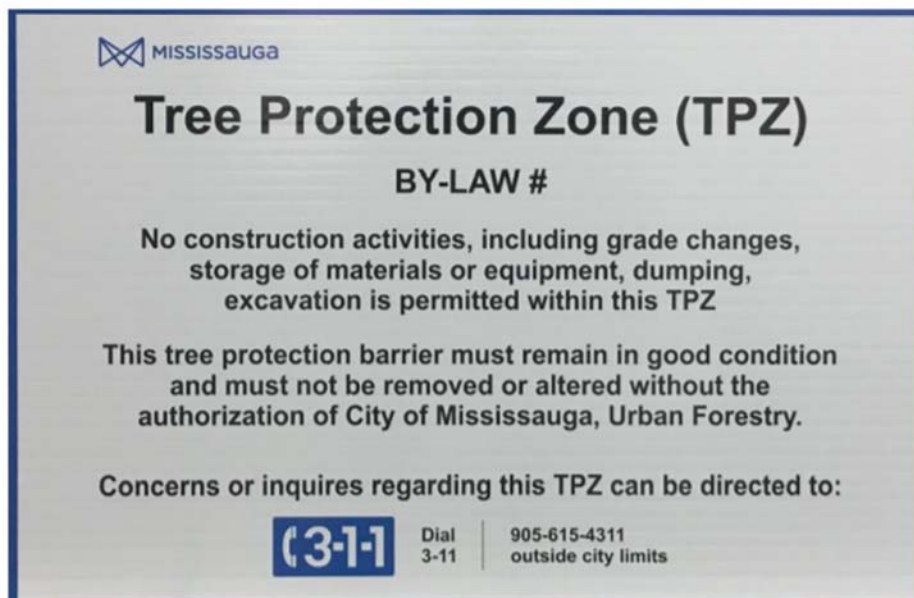 MISSISSAUGA
Tree Protection Zone (TPZ)
BY-LAW #
No construction activities, including grade changes,
storage of materials or equipment, dumping,
excavation is permitted within this TPZ
This tree protection barrier must remain in good condition
and must not be removed or altered without the
authorization of City of Mississauga, Urban Forestry.
Concerns or inquires regarding this TPZ can be directed to:
3-1-1
Dial
3-11
905-615-4311
outside city limits